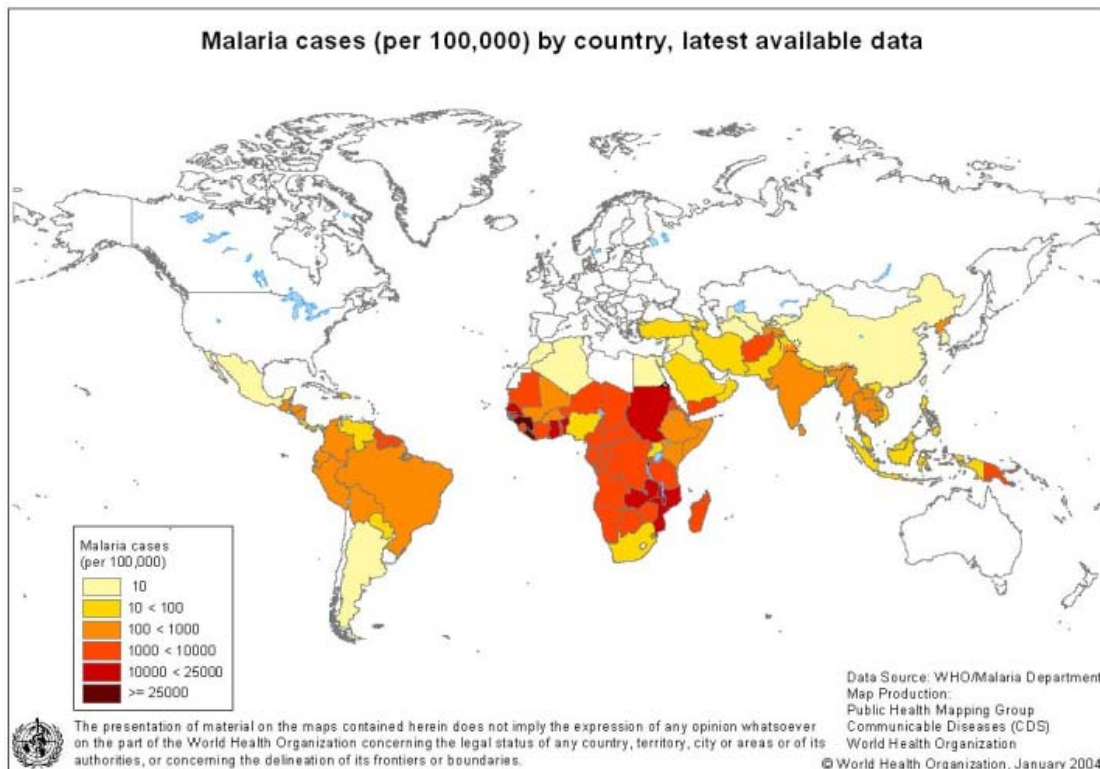 Malaria cases (per 100,000) by country, latest available data
Malaria cases
(per 100,000)
10
10 < 100
100 < 1000
1000 < 10000
10000 < 25000
>= 25000
Data Source: WHO/Malaria Department
Map Production:
Public Health Mapping Group
Communicable Diseases (CDS)
World Health Organization
© World Health Organization, January 2004
The presentation of material on the maps contained herein does not imply the expression of any opinion whatsoever
on the part of the World Health Organization concerning the legal status of any country, territory, city or areas or of its
authorities, or concerning the delineation of its frontiers or boundaries.